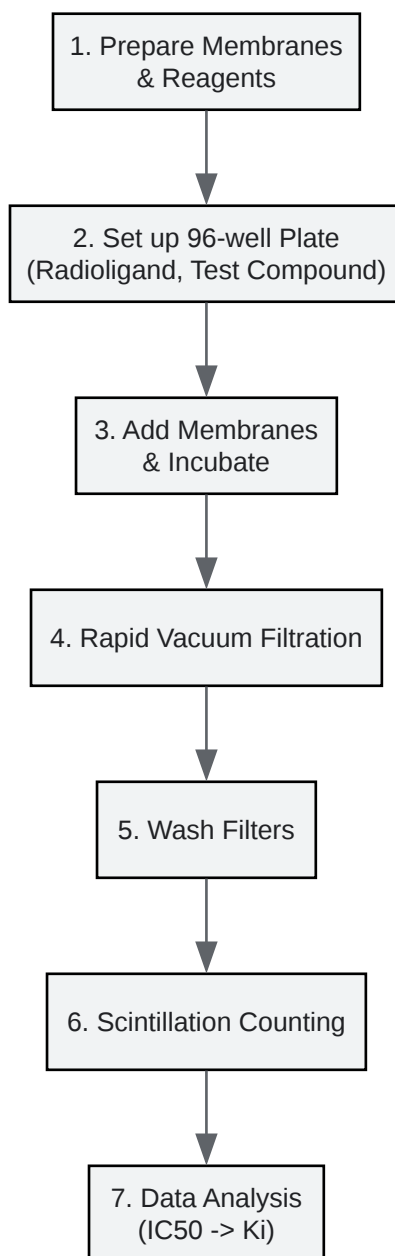 1. Prepare Membranes
& Reagents
2. Set up 96-well Plate
(Radioligand, Test Compound)
3. Add Membranes
& Incubate
4. Rapid Vacuum Filtration
5. Wash Filters
6. Scintillation Counting
7. Data Analysis
(IC50 -> Ki)